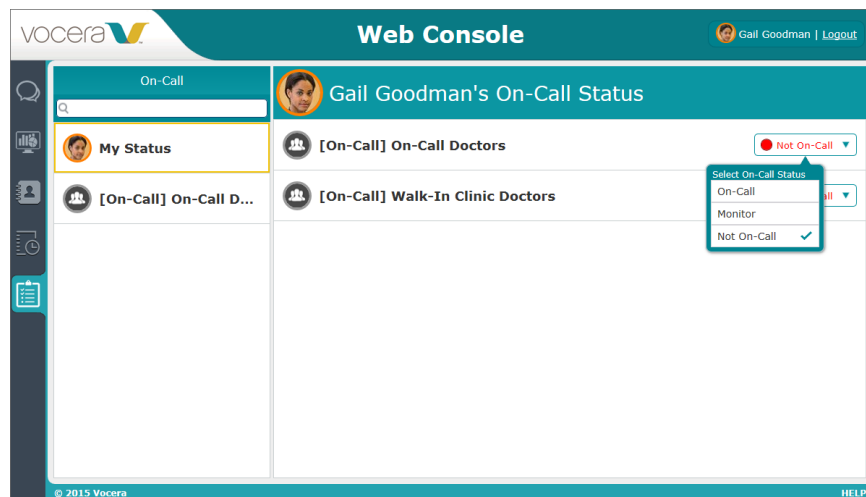 vocera
Web Console
Gail Goodman | Logout
On-Call
Gail Goodman's On-Call Status
My Status
[On-Call] On-Call D...
[On-Call] On-Call Doctors
Not On-Call
Select On-Call Status
On-Call
Monitor
Not On-Call
[On-Call] Walk-In Clinic Doctors
© 2015 Vocera
HELP